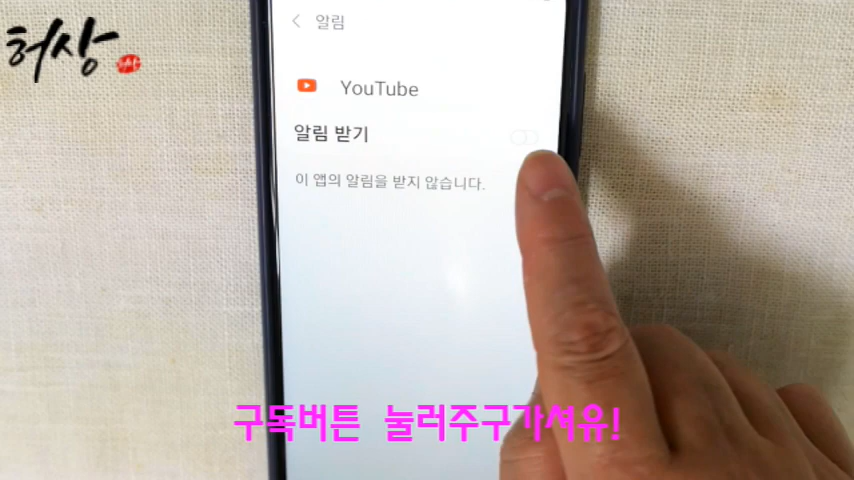 허상
알림
YouTube
알림 받기
이 앱의 알림을 받지 않습니다.
구독버튼 눌러주구가셔유!